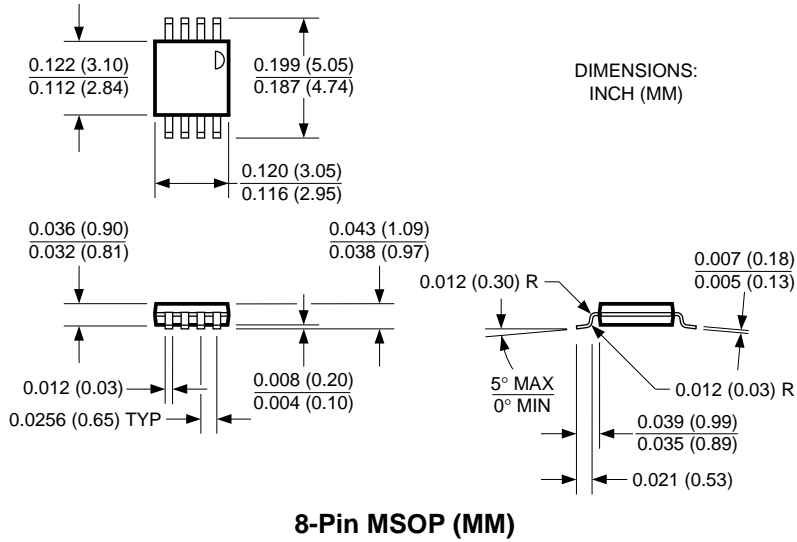 0.122 (3.10)
0.112 (2.84)
0.199 (5.05)
0.187 (4.74)
DIMENSIONS:
INCH (MM)
0.120 (3.05)
0.116 (2.95)
0.036 (0.90)
0.032 (0.81)
0.043 (1.09)
0.038 (0.97)
0.007 (0.18)
0.005 (0.13)
0.012 (0.30) R
0.012 (0.03)
0.008 (0.20)
0.004 (0.10)
5° MAX
0° MIN
0.012 (0.03) R
0.0256 (0.65) TYP
0.039 (0.99)
0.035 (0.89)
0.021 (0.53)
8-Pin MSOP (MM)